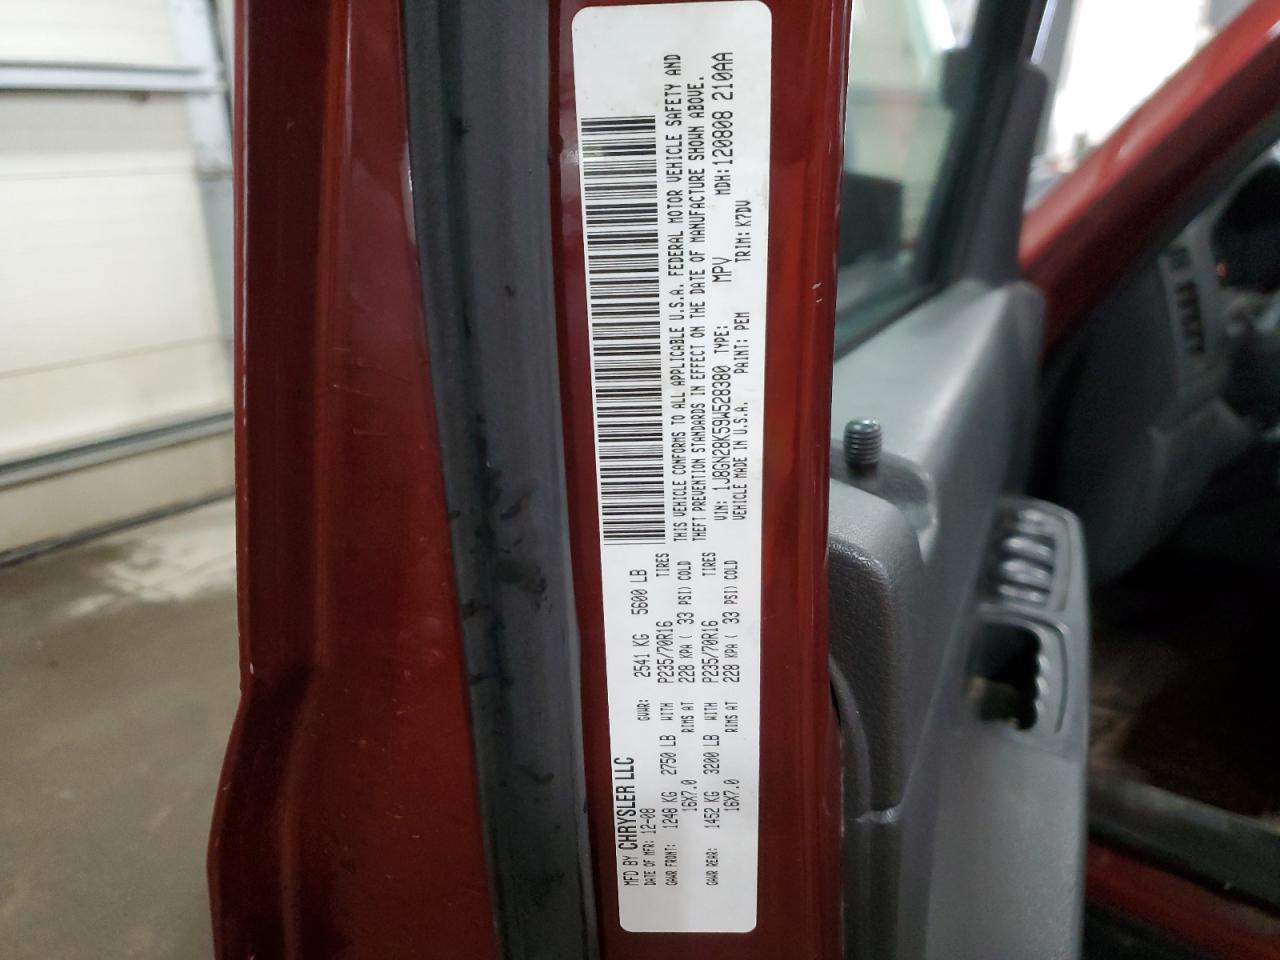 MFD BY CHRYSLER LLC
DATE OF MFR: 12-08 GVWR: 2541 KG 5600 LB
GAWR FRONT: 1248 KG 2750 LB WITH P235/70R16 TIRES
16X7.0 RIMS AT 228 KPA ( 33 PSI) COLD
GAWR REAR: 1452 KG 3200 LB WITH P235/70R16 TIRES
16X7.0 RIMS AT 228 KPA ( 33 PSI) COLD
THIS VEHICLE CONFORMS TO ALL APPLICABLE U.S.A. FEDERAL MOTOR VEHICLE SAFETY AND
THEFT PREVENTION STANDARDS IN EFFECT ON THE DATE OF MANUFACTURE SHOWN ABOVE.
VIN: 1J8GN28K59W528380 TYPE: MPV MDH: 120808 210AA
VEHICLE MADE IN U.S.A. PAINT: PEM TRIM: K7DV